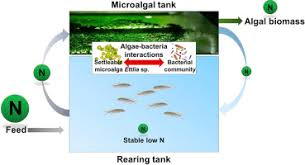 Microalgal tank
N
Algal biomass
Algae-bacteria
interactions
Settleable
microalga Ettlia sp.
Bacterial
community
N
N
N
Feed
N
Stable low N
Rearing tank